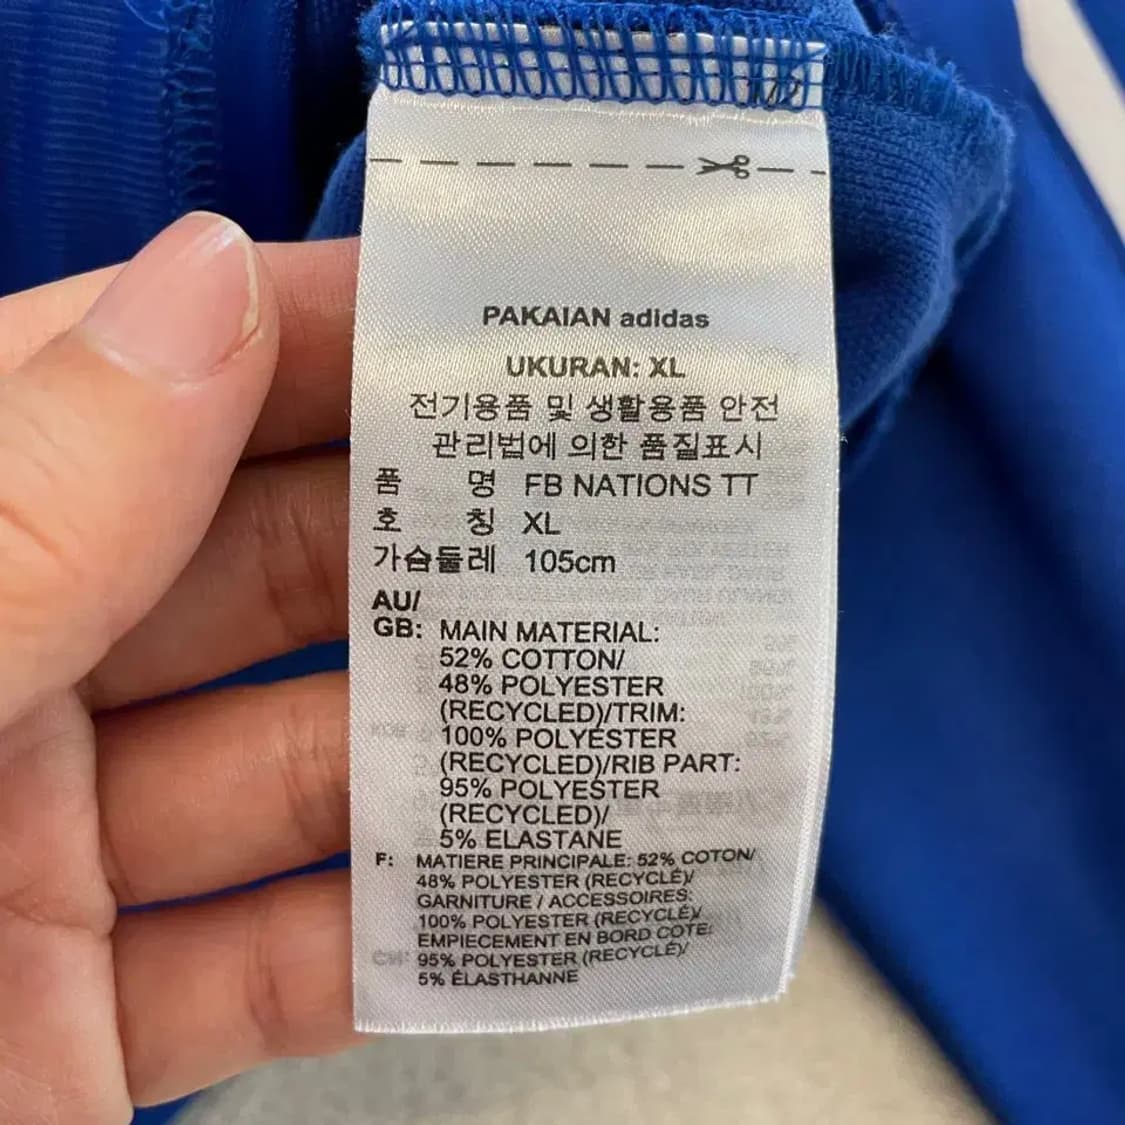 PAKAIAN adidas
UKURAN: XL
전기용품 및 생활용품 안전
관리법에 의한 품질표시
품 명 FB NATIONS TT
호 칭 XL
가슴둘레 105cm
AU/
GB: MAIN MATERIAL:
52% COTTON/
48% POLYESTER
(RECYCLED)/TRIM:
100% POLYESTER
(RECYCLED)/RIB PART:
95% POLYESTER
(RECYCLED)/
5% ELASTANE
F: MATIERE PRINCIPALE: 52% COTON/
48% POLYESTER (RECYCLÉ)/
GARNITURE / ACCESSOIRES:
100% POLYESTER (RECYCLÉ)/
EMPIECEMENT EN BORD COTE:
95% POLYESTER (RECYCLÉ)/
5% ÉLASTHANNE